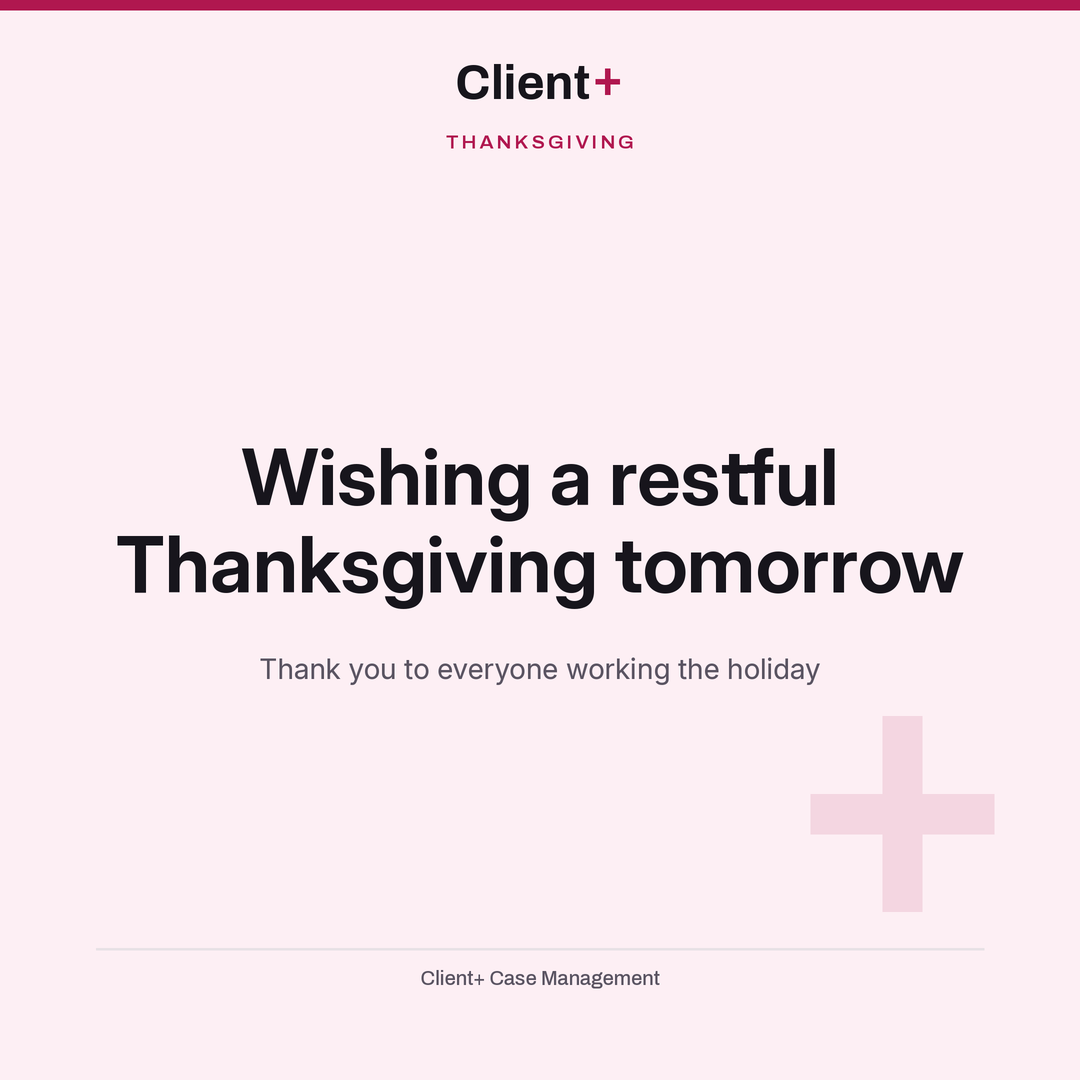 Client+
THANKSGIVING
Wishing a restful
Thanksgiving tomorrow
Thank you to everyone working the holiday
Client+ Case Management